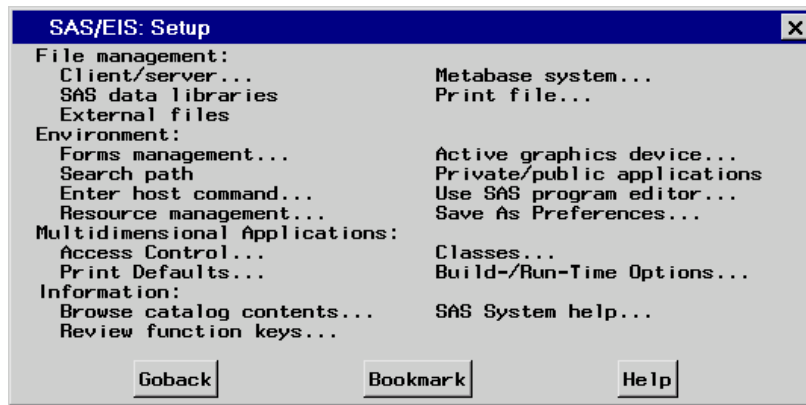 SAS/EIS: Setup
File management:
Client/server... Metabase system...
SAS data libraries Print file...
External files
Environment:
Forms management... Active graphics device...
Search path Private/public applications
Enter host command... Use SAS program editor...
Resource management... Save As Preferences...
Multidimensional Applications:
Access Control... Classes...
Print Defaults... Build-/Run-Time Options...
Information:
Browse catalog contents... SAS System help...
Review function keys...
Goback Bookmark Help